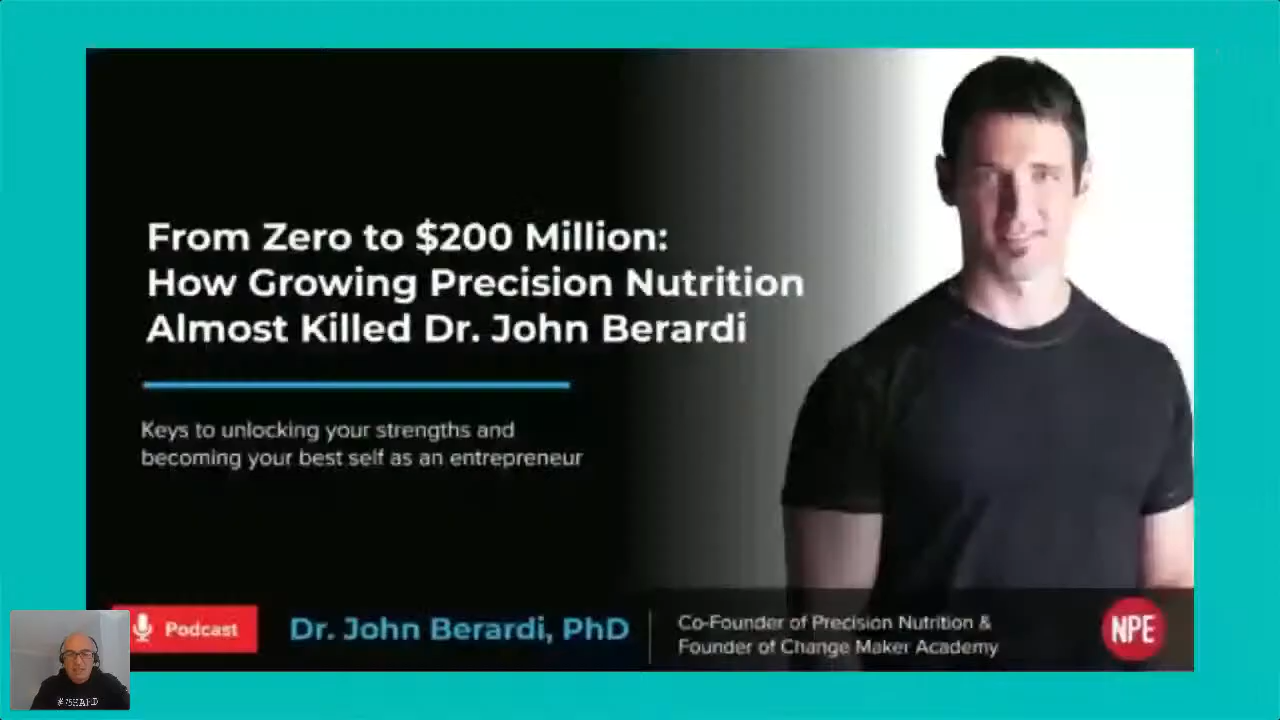 From Zero to $200 Million:
How Growing Precision Nutrition
Almost Killed Dr. John Berardi
Keys to unlocking your strengths and
becoming your best self as an entrepreneur
Podcast
Dr. John Berardi, PhD
Co-Founder of Precision Nutrition &
Founder of Change Maker Academy
NPE
#75HARD